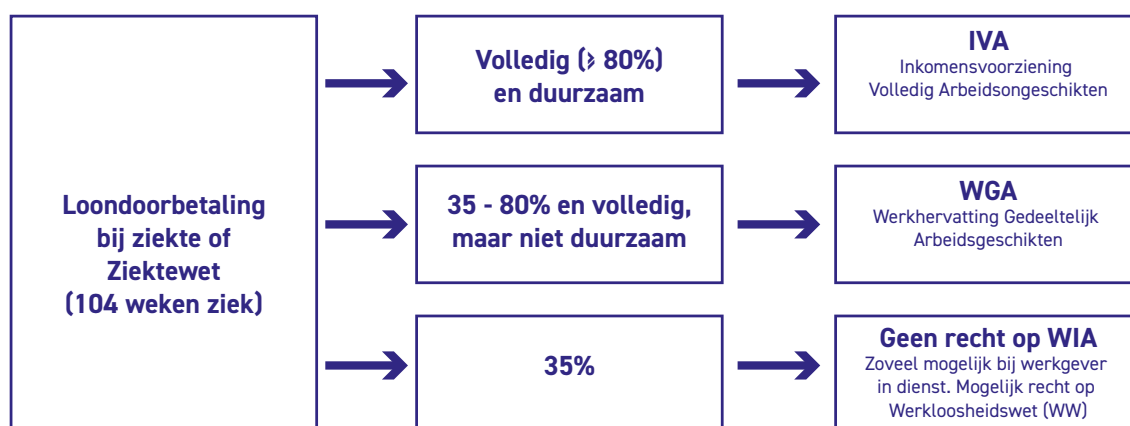 Loondoorbetaling
bij ziekte of
Ziektewet
(104 weken ziek)
Volledig (> 80%)
en duurzaam
IVA
Inkomensvoorziening
Volledig Arbeidsongeschikten
35 - 80% en volledig,
maar niet duurzaam
WGA
Werkhervatting Gedeeltelijk
Arbeidsgeschikten
35%
Geen recht op WIA
Zoveel mogelijk bij werkgever
in dienst. Mogelijk recht op
Werkloosheidswet (WW)